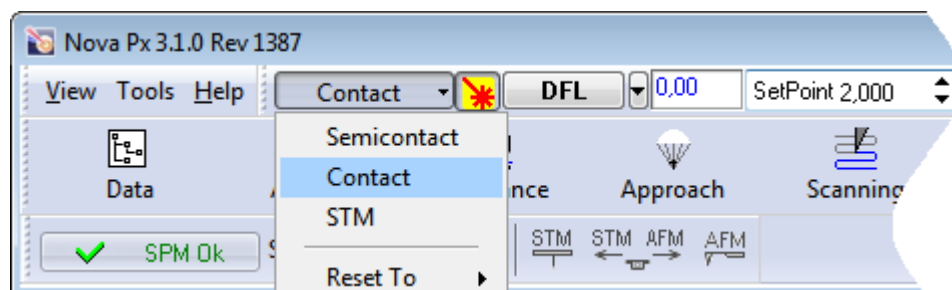 Nova Px 3.1.0 Rev 1387
View Tools Help Contact DFL 0,00 SetPoint 2,000
Semicontact
Contact
STM
Reset To
Data Approach Scanning
SPM Ok STM STM AFM AFM